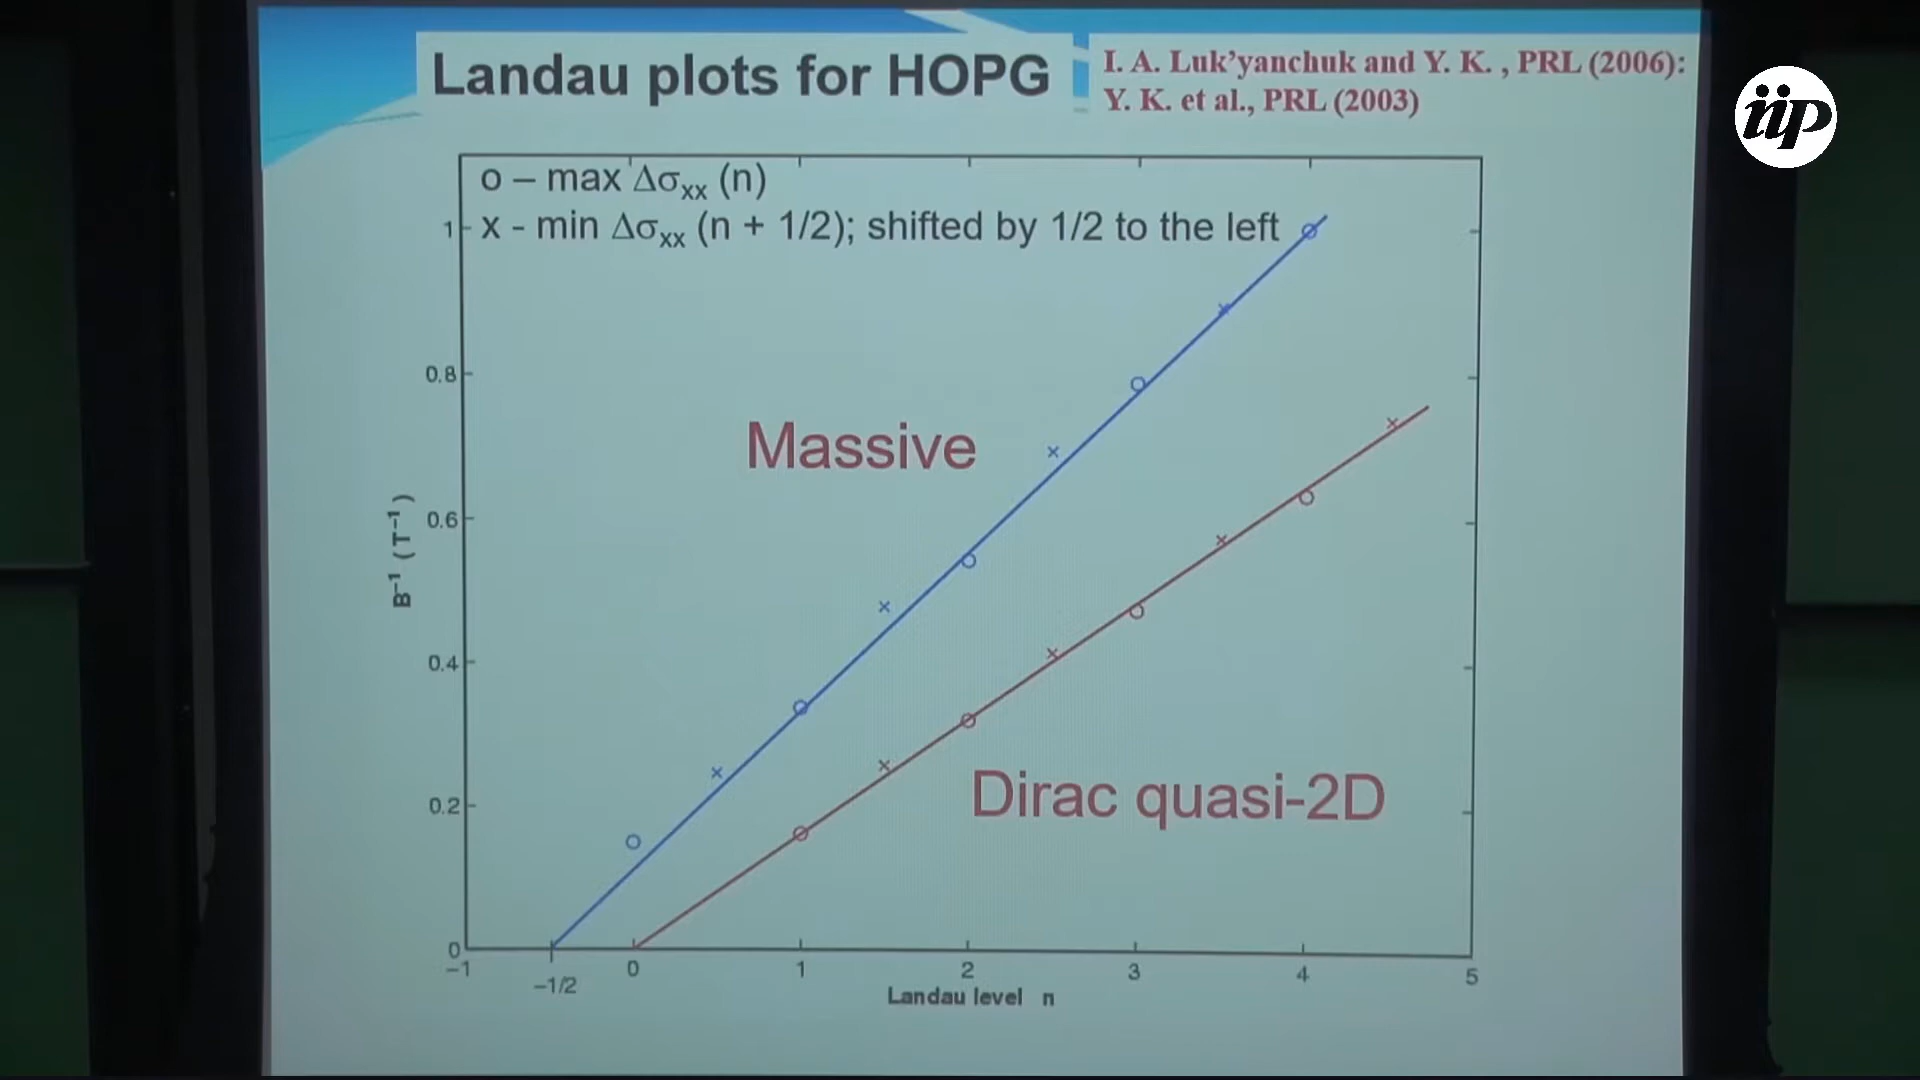 Landau plots for HOPG
I. A. Luk'yanchuk and Y. K. , PRL (2006):
Y. K. et al., PRL (2003)
iip
o – max Δσxx (n)
x - min Δσxx (n + 1/2); shifted by 1/2 to the left
1
0.8
0.6
0.4
0.2
0
B⁻¹ (T⁻¹)
Massive
Dirac quasi-2D
−1
−1/2
0
1
2
3
4
5
Landau level n